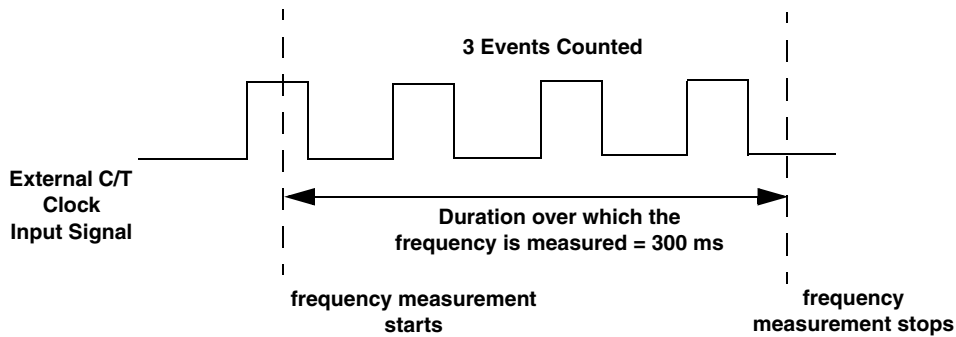 3 Events Counted
External C/T
Clock
Input Signal
Duration over which the
frequency is measured = 300 ms
frequency measurement
starts
frequency
measurement stops